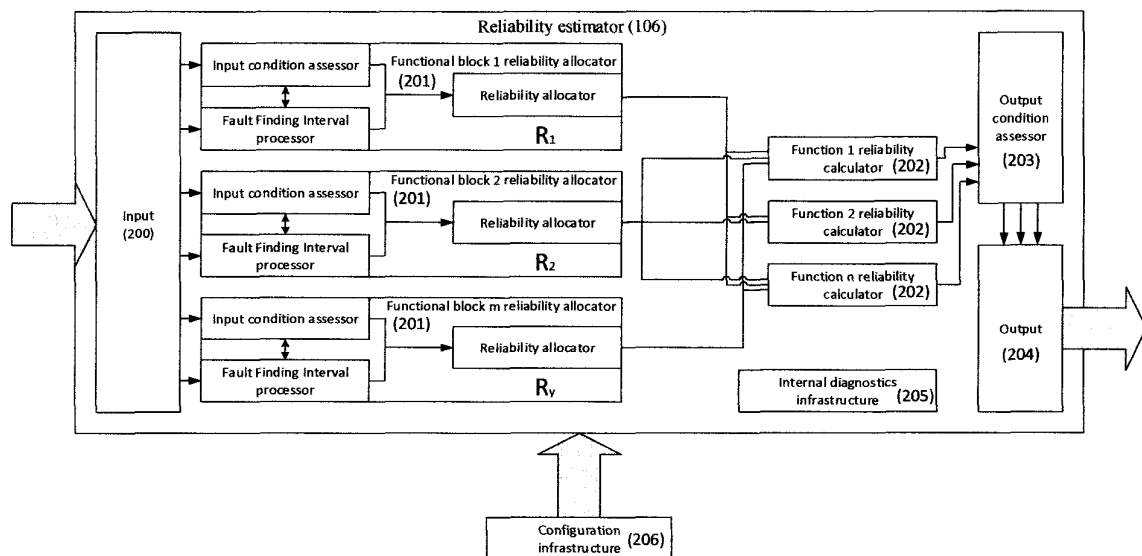 Reliability estimator (106)
Input
(200)
Input condition assessor
Fault Finding Interval
processor
Functional block 1 reliability allocator
(201)
Reliability allocator
R1
Input condition assessor
Fault Finding Interval
processor
Functional block 2 reliability allocator
(201)
Reliability allocator
R2
Input condition assessor
Fault Finding Interval
processor
Functional block m reliability allocator
(201)
Reliability allocator
Ry
Function 1 reliability
calculator (202)
Function 2 reliability
calculator (202)
Function n reliability
calculator (202)
Output
condition
assessor
(203)
Output
(204)
Internal diagnostics
infrastructure (205)
Configuration
infrastructure (206)